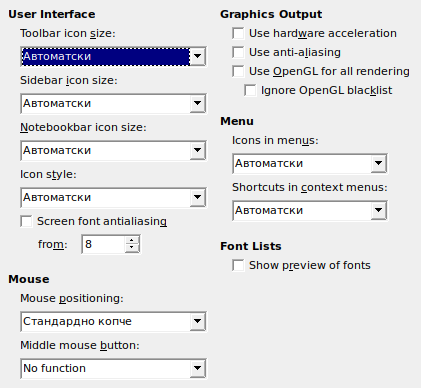 User Interface
Toolbar icon size:
Автоматски
Sidebar icon size:
Автоматски
Notebookbar icon size:
Автоматски
Icon style:
Автоматски
Screen font antialiasing
from: 8
Mouse
Mouse positioning:
Стандардно копче
Middle mouse button:
No function
Graphics Output
Use hardware acceleration
Use anti-aliasing
Use OpenGL for all rendering
Ignore OpenGL blacklist
Menu
Icons in menus:
Автоматски
Shortcuts in context menus:
Автоматски
Font Lists
Show preview of fonts